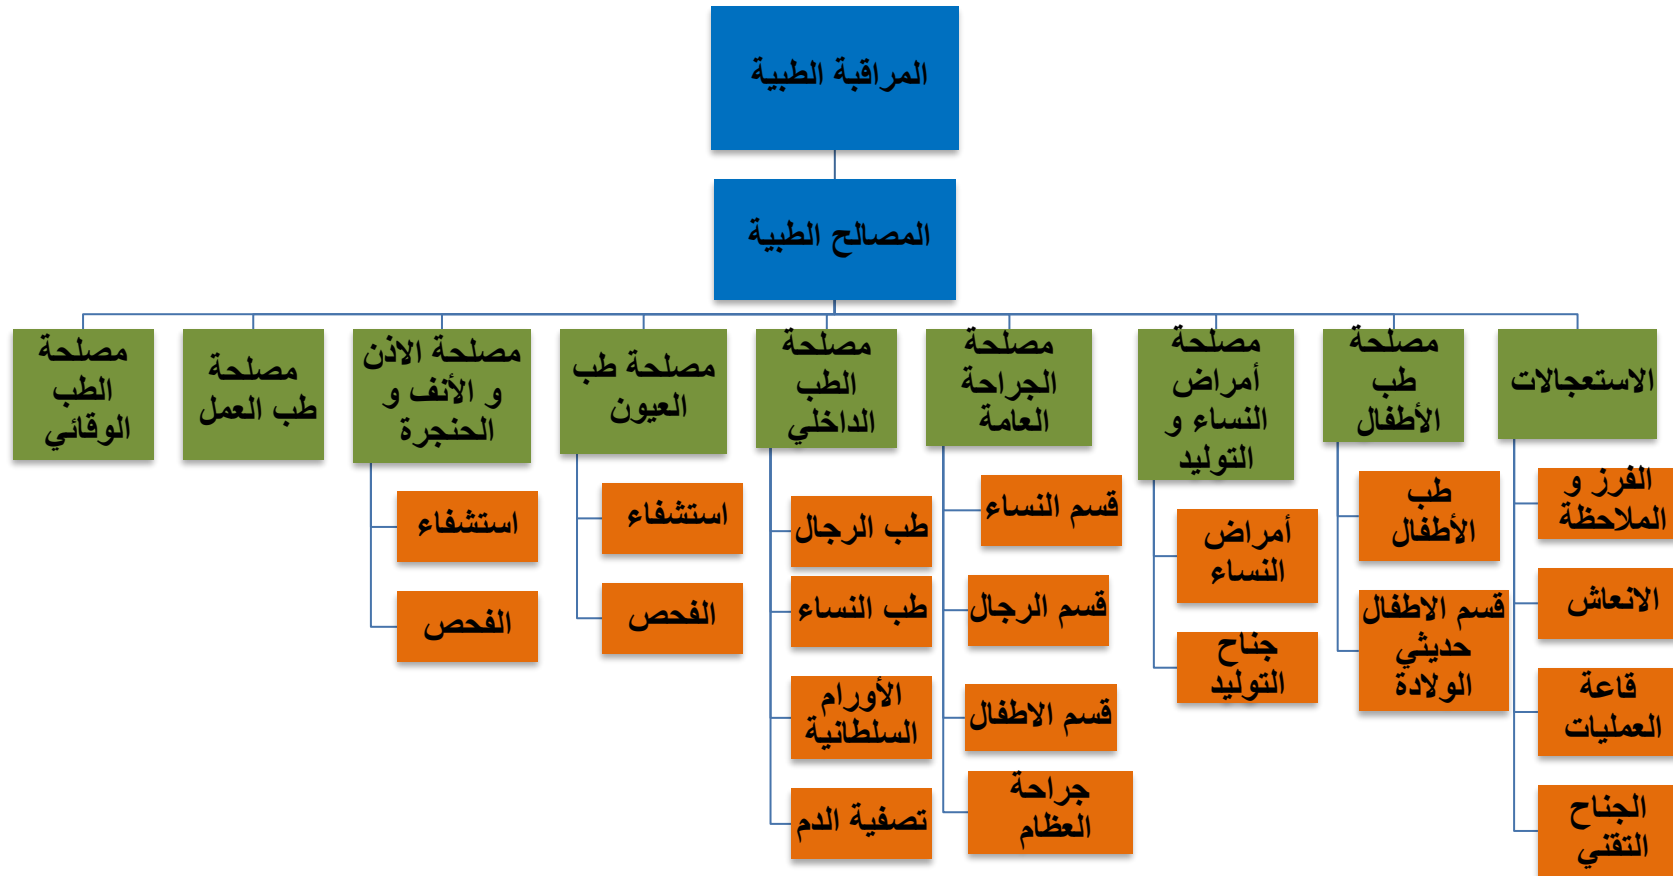 المراقبة الطبية
المصالح الطبية
الاستعجالات
الفرز و
الملاحظة
الانعاش
قاعة
العمليات
الجناح
التقني
مصلحة
طب
الأطفال
طب
الأطفال
قسم الاطفال
حديثي
الولادة
مصلحة
أمراض
النساء و
التوليد
أمراض
النساء
جناح
التوليد
مصلحة
الجراحة
العامة
قسم النساء
قسم الرجال
قسم الاطفال
جراحة
العظام
مصلحة
الطب
الداخلي
طب الرجال
طب النساء
الأورام
السلطانية
تصفية الدم
مصلحة طب
العيون
استشفاء
الفحص
مصلحة الاذن
و الأنف و
الحنجرة
استشفاء
الفحص
مصلحة
طب العمل
مصلحة
الطب
الوقائي